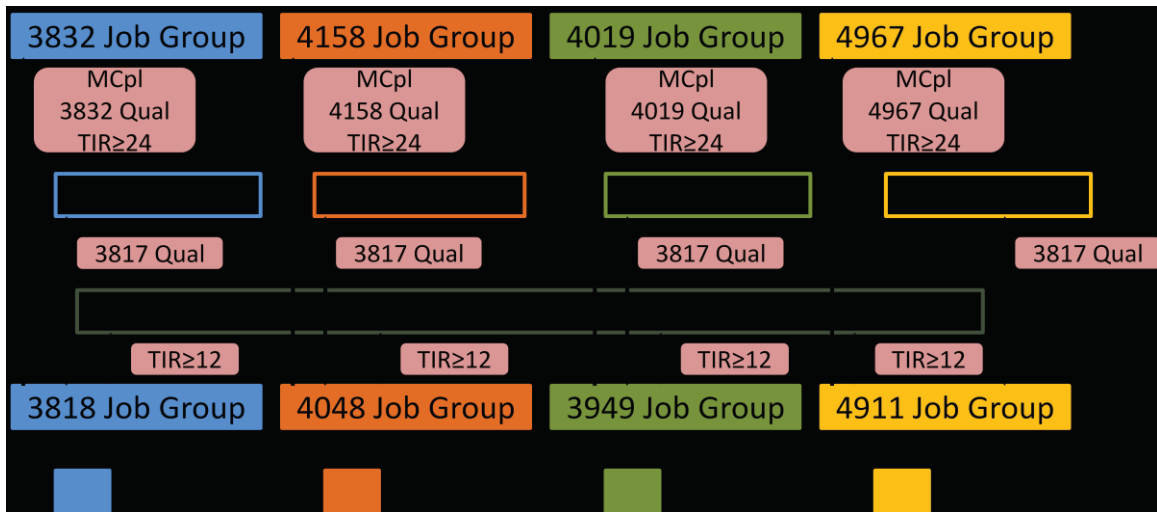 3832 Job Group
4158 Job Group
4019 Job Group
4967 Job Group
MCpl
3832 Qual
TIR≥24
MCpl
4158 Qual
TIR≥24
MCpl
4019 Qual
TIR≥24
MCpl
4967 Qual
TIR≥24
3817 Qual
3817 Qual
3817 Qual
3817 Qual
TIR≥12
TIR≥12
TIR≥12
TIR≥12
3818 Job Group
4048 Job Group
3949 Job Group
4911 Job Group